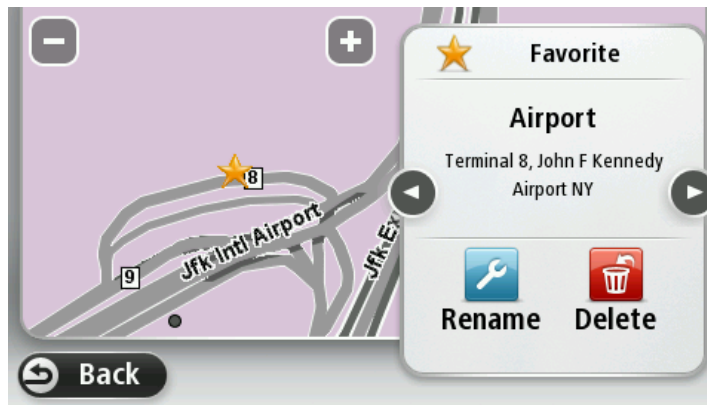 −
+
Favorite
Airport
Terminal 8, John F Kennedy
Airport NY
8
Jfk Intl Airport
Jfk Ex
9
Rename Delete
Back